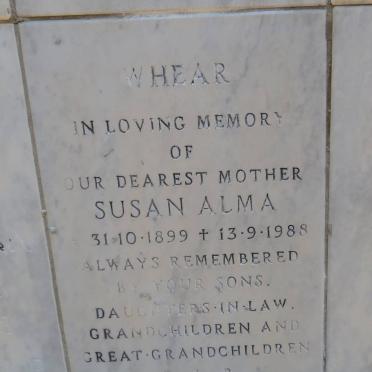 WHEAR
IN LOVING MEMORY
OF
OUR DEAREST MOTHER
SUSAN ALMA
* 31·10·1899 ✝ 13·9·1988
ALWAYS REMEMBERED
BY YOUR SONS,
DAUGHTERS-IN-LAW,
GRANDCHILDREN AND
GREAT-GRANDCHILDREN